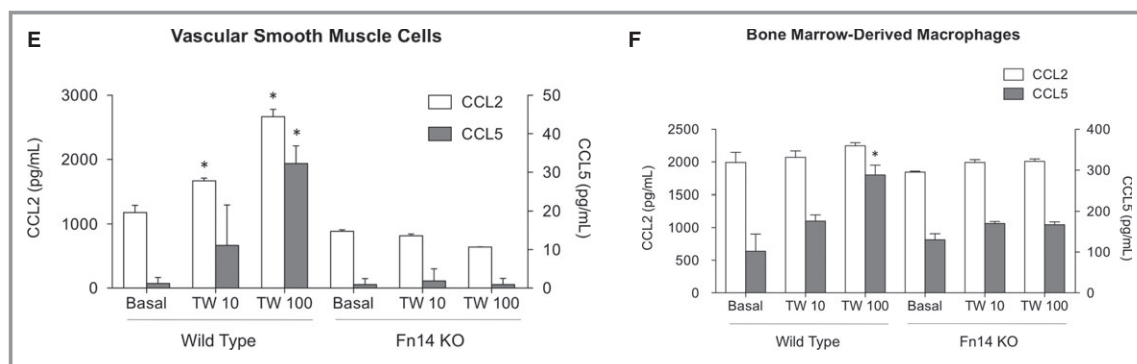 E
Vascular Smooth Muscle Cells
CCL2
CCL5
*
*
*
3000
2000
1000
0
CCL2 (pg/mL)
50
40
30
20
10
0
CCL5 (pg/mL)
Basal TW 10 TW 100 Basal TW 10 TW 100
Wild Type Fn14 KO
F
Bone Marrow-Derived Macrophages
CCL2
CCL5
*
2500
2000
1500
1000
500
0
CCL2 (pg/mL)
400
300
200
100
0
CCL5 (pg/mL)
Basal TW 10 TW 100 Basal TW 10 TW 100
Wild Type Fn14 KO